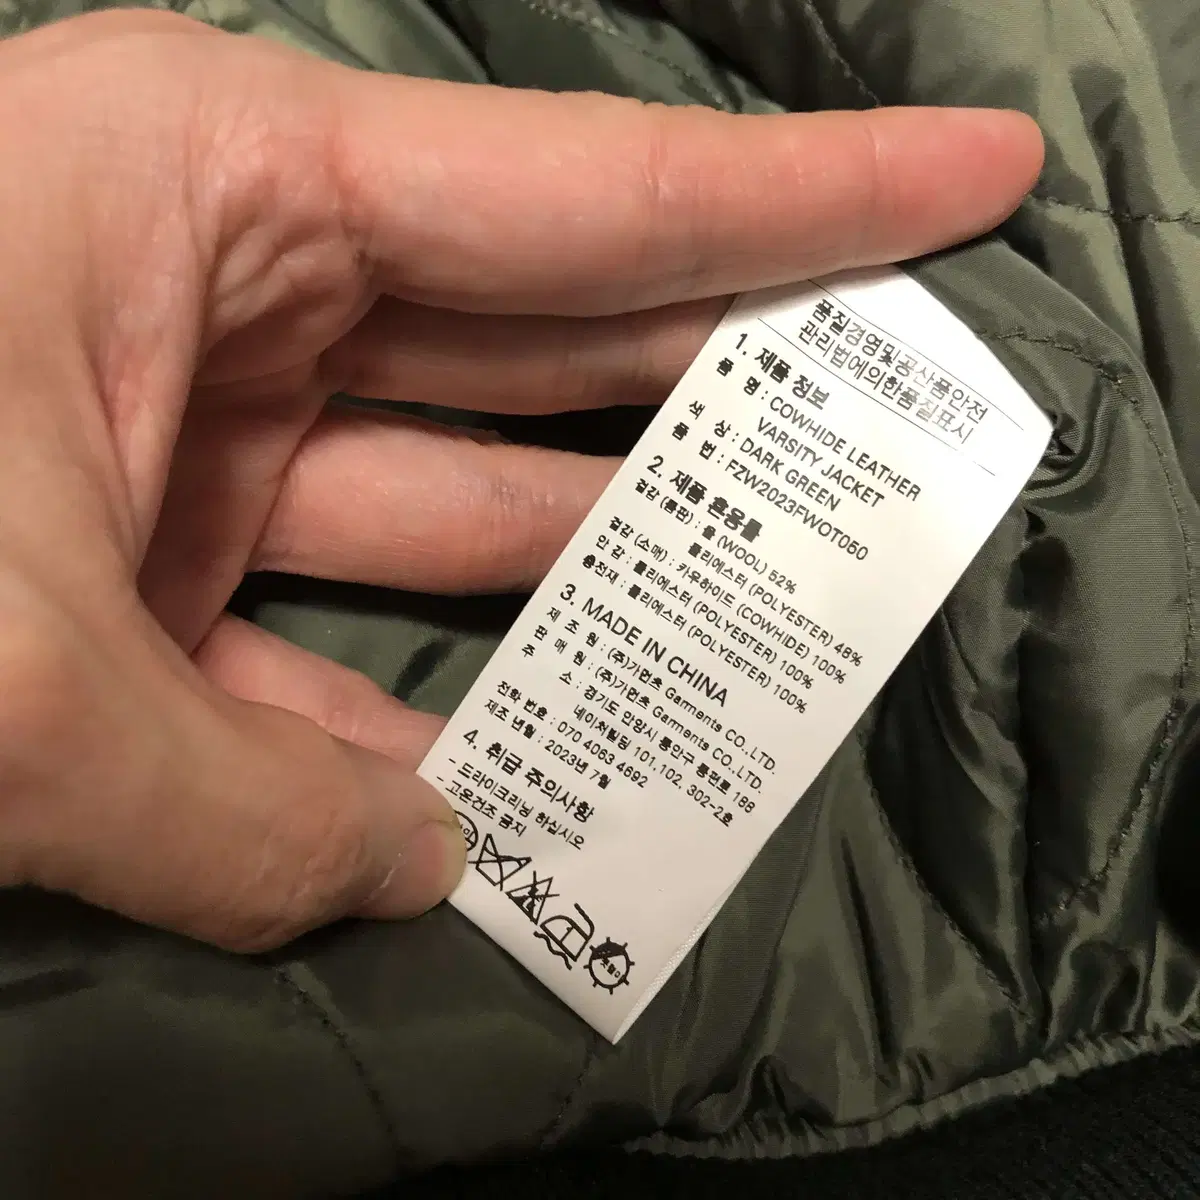 품질경영및공산품안전
관리법에의한품질표시
1. 제품 정보
품 명 : COWHIDE LEATHER
VARSITY JACKET
색 상 : DARK GREEN
품 번 : FZW2023FWOT050
2. 제품 혼용률
겉감 (몸판) : 울 (WOOL) 52%
폴리에스터 (POLYESTER) 48%
겉감 (소매) : 카우하이드 (COWHIDE) 100%
안 감 : 폴리에스터 (POLYESTER) 100%
충전재 : 폴리에스터 (POLYESTER) 100%
3. MADE IN CHINA
제 조 원 : (주)가먼츠 Garments CO.,LTD.
판 매 원 : (주)가먼츠 Garments CO.,LTD.
주 소 : 경기도 안양시 동안구 동편로 188
네이처빌딩 101,102, 302-2호
전화 번호 : 070 4063 4692
제조 년월 : 2023년 7월
4. 취급 주의사항
- 드라이크리닝 하십시오
- 고온건조 금지